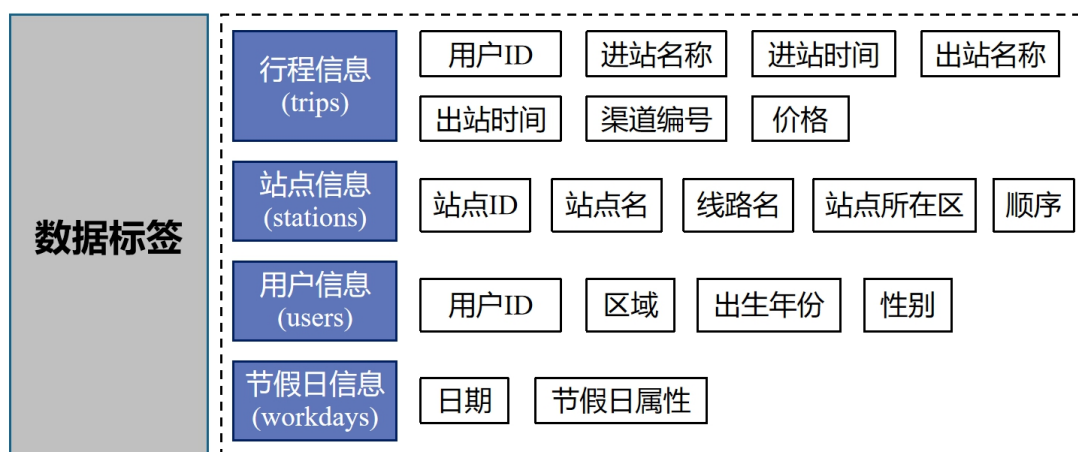 数据标签
行程信息
(trips)
用户ID 进站名称 进站时间 出站名称
出站时间 渠道编号 价格
站点信息
(stations)
站点ID 站点名 线路名 站点所在区 顺序
用户信息
(users)
用户ID 区域 出生年份 性别
节假日信息
(workdays)
日期 节假日属性